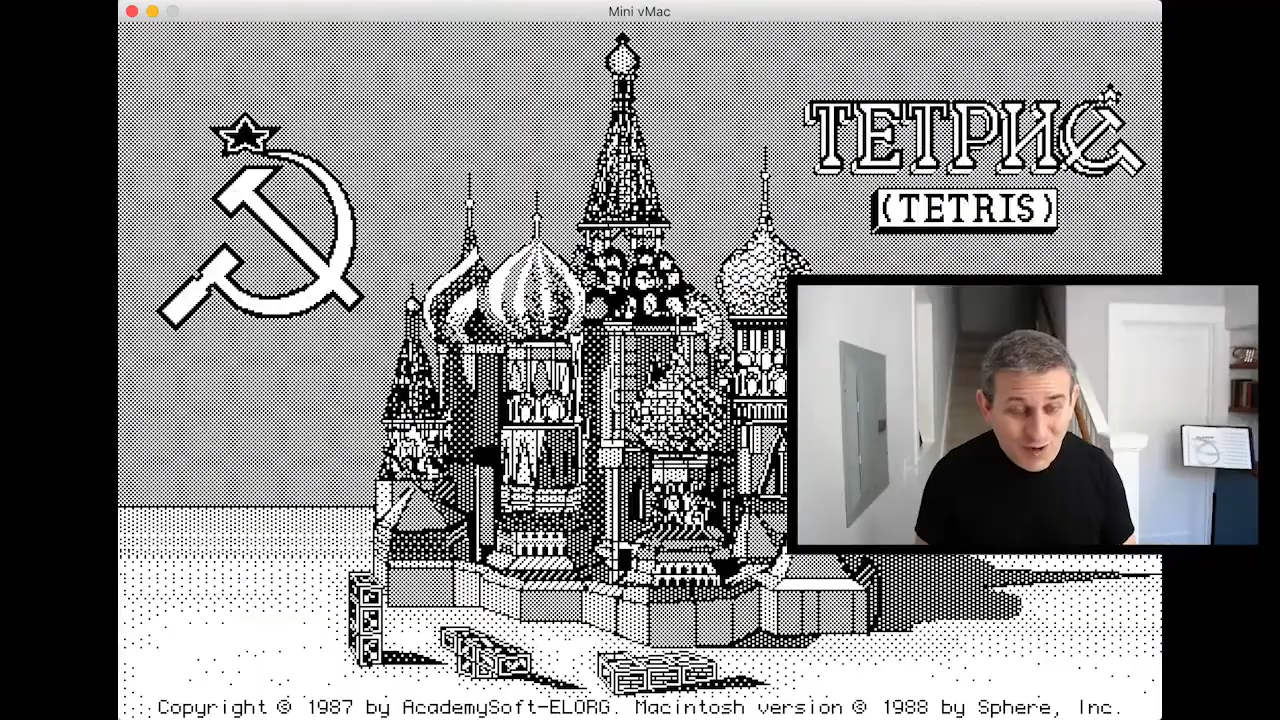 Mini vMac
ТЕТРИС
(TETRIS)
Copyright © 1987 by AcademySoft-ELORG. Macintosh version © 1988 by Sphere, Inc.